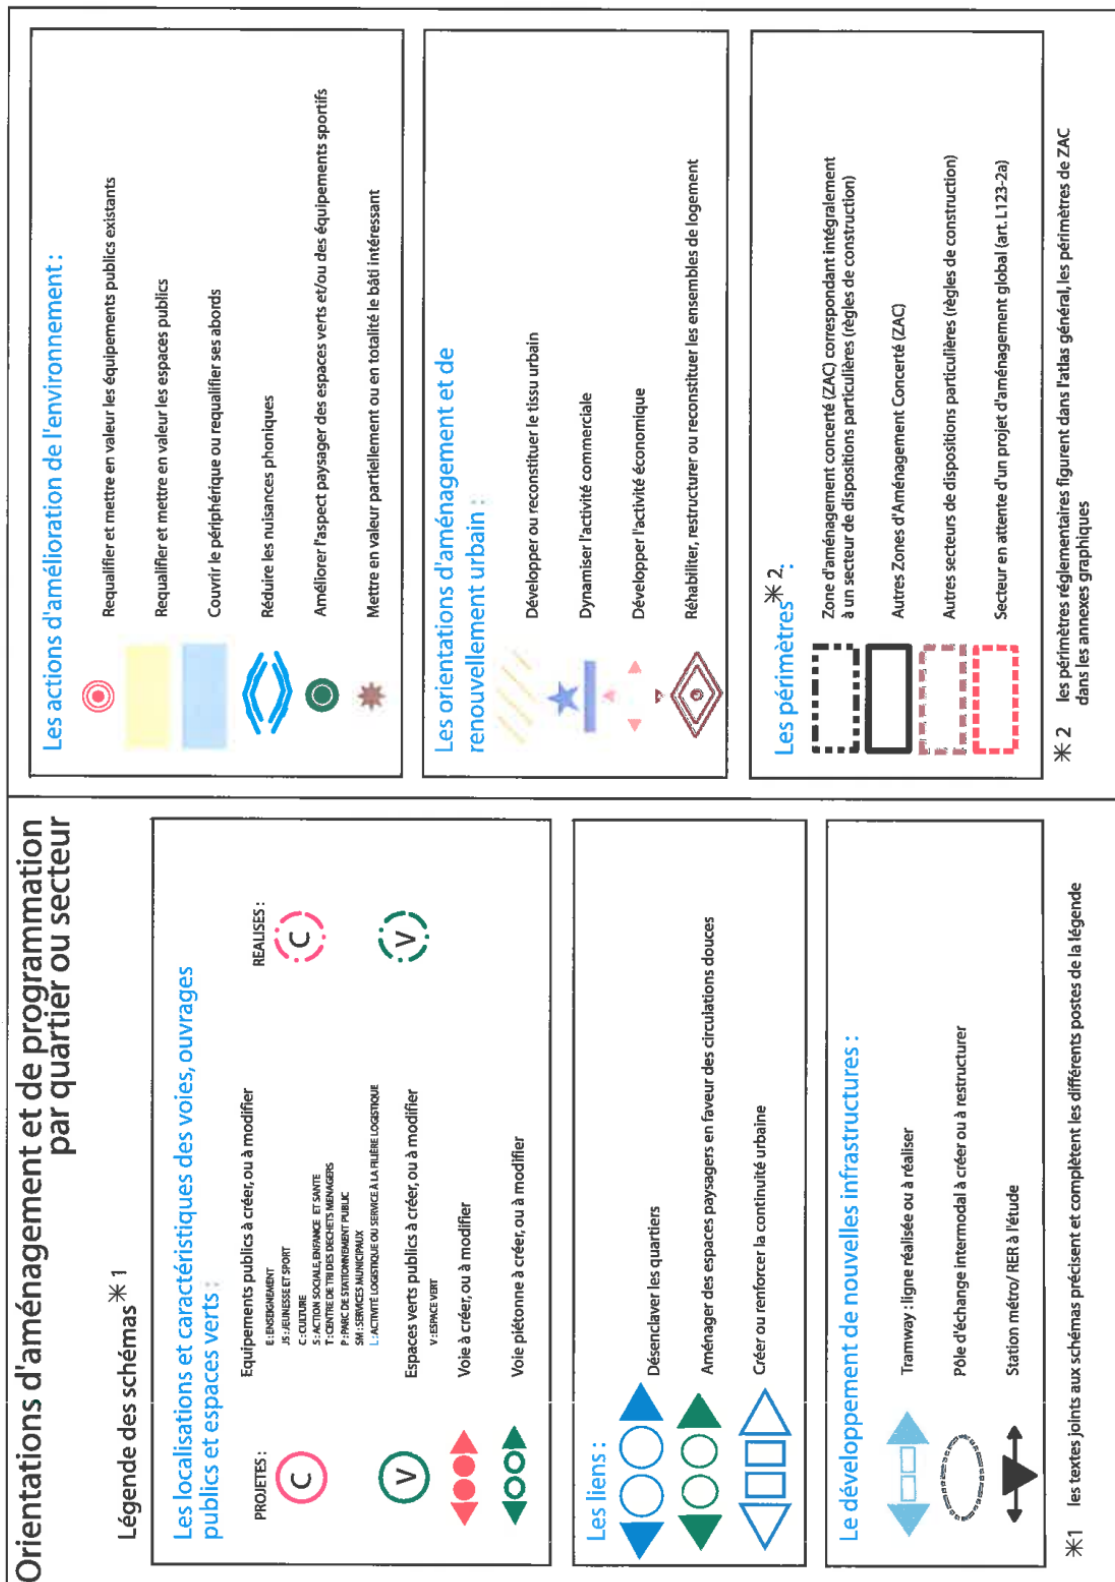 Orientations d'aménagement et de programmation
par quartier ou secteur
Légende des schémas ✳ 1
Les localisations et caractéristiques des voies, ouvrages
publics et espaces verts :
PROJETES :
REALISES :
C
C
Equipements publics à créer, ou à modifier
E : ENSEIGNEMENT
JS : JEUNESSE ET SPORT
C : CULTURE
S : ACTION SOCIALE, ENFANCE ET SANTE
T : CENTRE DE TRI DES DECHETS MENAGERS
P : PARC DE STATIONNEMENT PUBLIC
SM : SERVICES MUNICIPAUX
L : ACTIVITÉ LOGISTIQUE OU SERVICE À LA FILIÈRE LOGISTIQUE
V
V
Espaces verts publics à créer, ou à modifier
V : ESPACE VERT
Voie à créer, ou à modifier
Voie piétonne à créer, ou à modifier
Les liens :
Désenclaver les quartiers
Aménager des espaces paysagers en faveur des circulations douces
Créer ou renforcer la continuité urbaine
Le développement de nouvelles infrastructures :
Tramway : ligne réalisée ou à réaliser
Pôle d'échange intermodal à créer ou à restructurer
Station métro/ RER à l'étude
✳1 les textes joints aux schémas précisent et complètent les différents postes de la légende
Les actions d'amélioration de l'environnement :
Requalifier et mettre en valeur les équipements publics existants
Requalifier et mettre en valeur les espaces publics
Couvrir le périphérique ou requalifier ses abords
Réduire les nuisances phoniques
Améliorer l'aspect paysager des espaces verts et/ou des équipements sportifs
Mettre en valeur partiellement ou en totalité le bâti intéressant
Les orientations d'aménagement et de
renouvellement urbain :
Développer ou reconstituer le tissu urbain
Dynamiser l'activité commerciale
Développer l'activité économique
Réhabiliter, restructurer ou reconstituer les ensembles de logement
Les périmètres ✳ 2 :
Zone d'aménagement concerté (ZAC) correspondant intégralement
à un secteur de dispositions particulières (règles de construction)
Autres Zones d'Aménagement Concerté (ZAC)
Autres secteurs de dispositions particulières (règles de construction)
Secteur en attente d'un projet d'aménagement global (art. L123-2a)
✳ 2 les périmètres réglementaires figurent dans l'atlas général, les périmètres de ZAC
dans les annexes graphiques